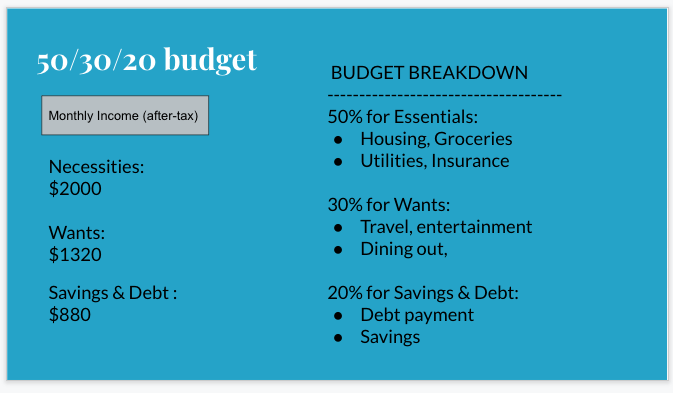 50/30/20 budget
Monthly Income (after-tax)
Necessities:
$2000
Wants:
$1320
Savings & Debt :
$880
BUDGET BREAKDOWN
-------------------------------------
50% for Essentials:
● Housing, Groceries
● Utilities, Insurance
30% for Wants:
● Travel, entertainment
● Dining out,
20% for Savings & Debt:
● Debt payment
● Savings